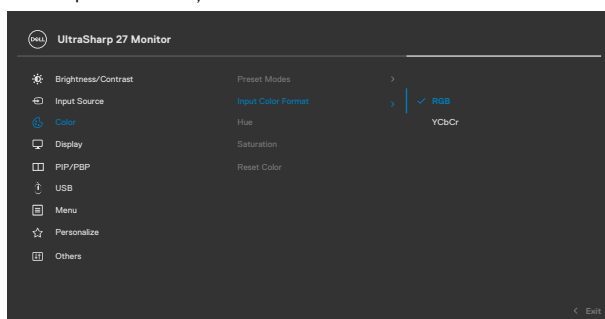 DELL UltraSharp 27 Monitor
Brightness/Contrast Preset Modes
Input Source Input Color Format RGB
Color Hue YCbCr
Display Saturation
PIP/PBP Reset Color
USB
Menu
Personalize
Others
Exit